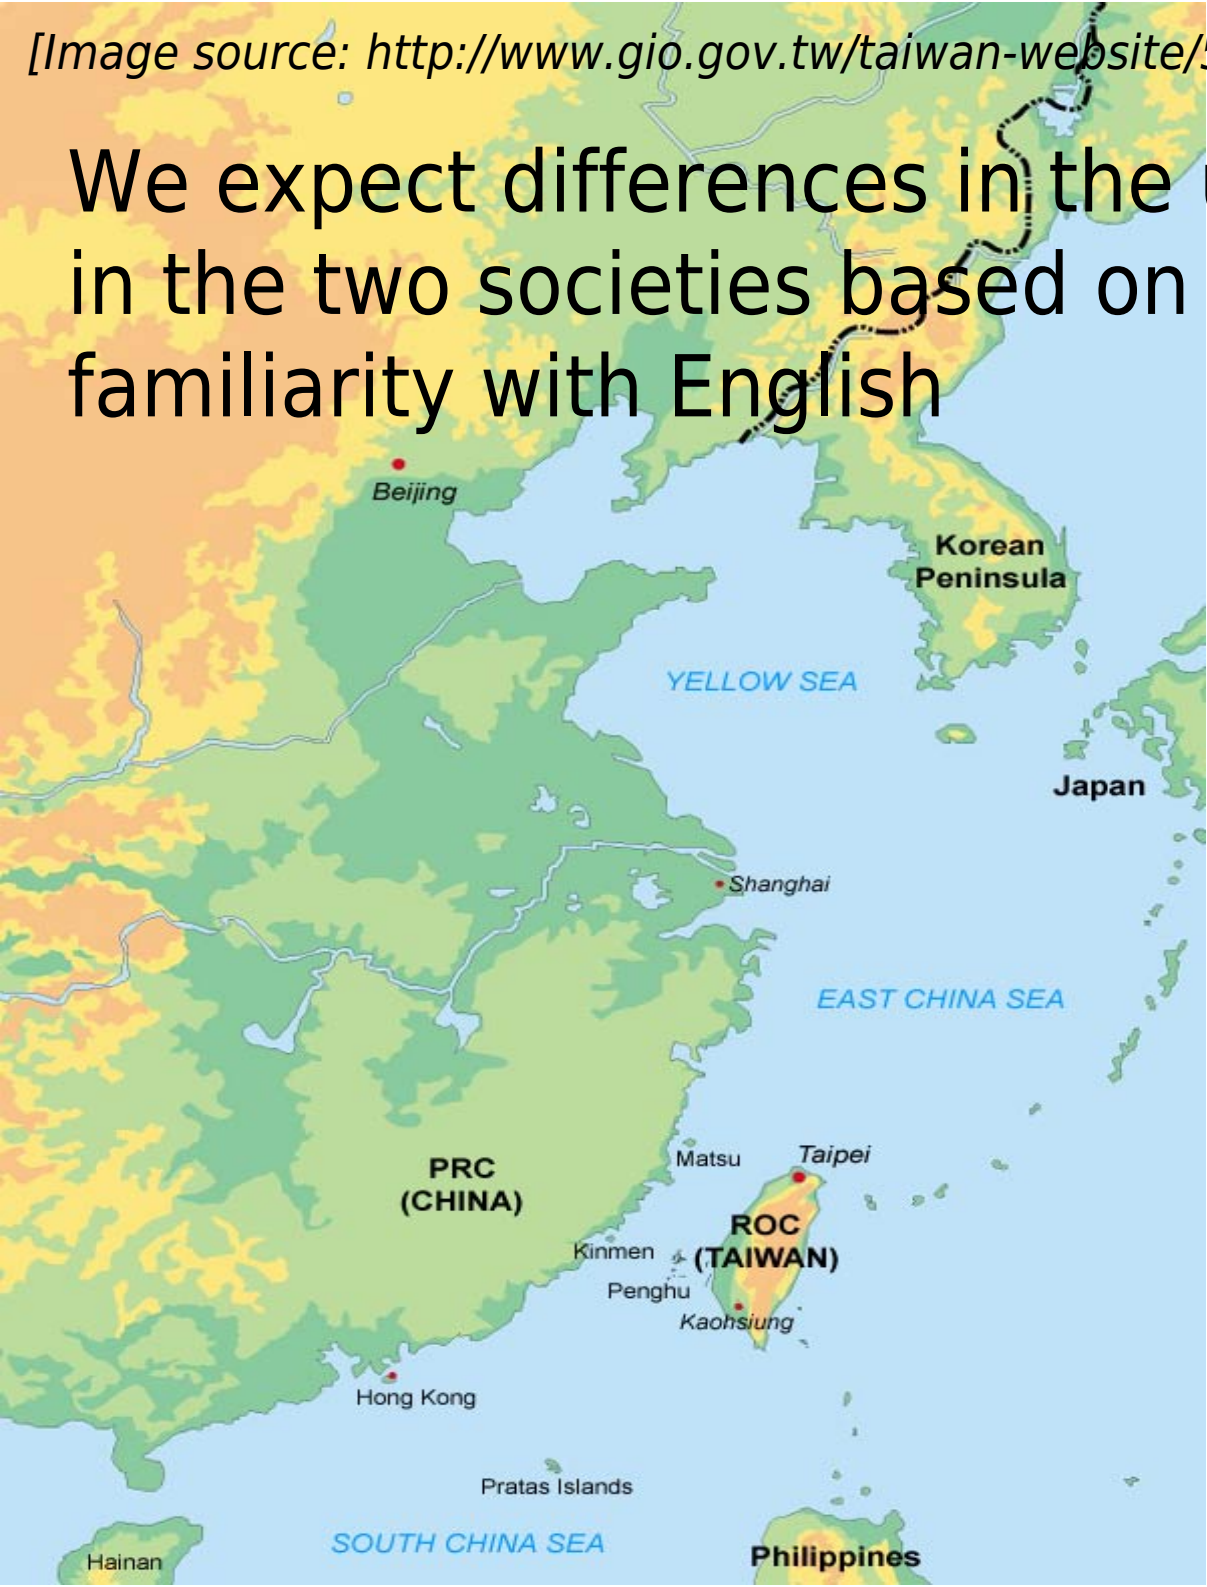 [Image source: http://www.gio.gov.tw/taiwan-website/5
We expect differences in the
in the two societies based on
familiarity with English
Beijing
Korean
Peninsula
YELLOW SEA
Japan
Shanghai
EAST CHINA SEA
Matsu
Taipei
PRC
(CHINA)
ROC
(TAIWAN)
Kinmen
Penghu
Kaohsiung
Hong Kong
Pratas Islands
SOUTH CHINA SEA
Hainan
Philippines